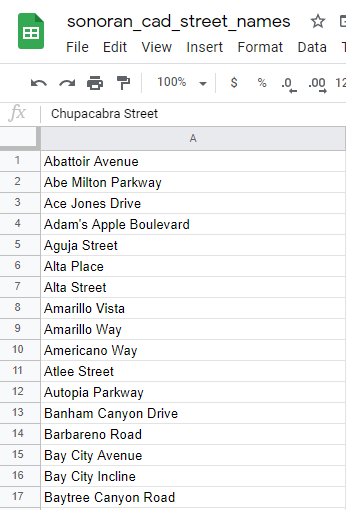 sonoran_cad_street_names
File Edit View Insert Format Data
100% $ % .0 .00 12
fx Chupacabra Street
A
1 Abattoir Avenue
2 Abe Milton Parkway
3 Ace Jones Drive
4 Adam's Apple Boulevard
5 Aguja Street
6 Alta Place
7 Alta Street
8 Amarillo Vista
9 Amarillo Way
10 Americano Way
11 Atlee Street
12 Autopia Parkway
13 Banham Canyon Drive
14 Barbareno Road
15 Bay City Avenue
16 Bay City Incline
17 Baytree Canyon Road